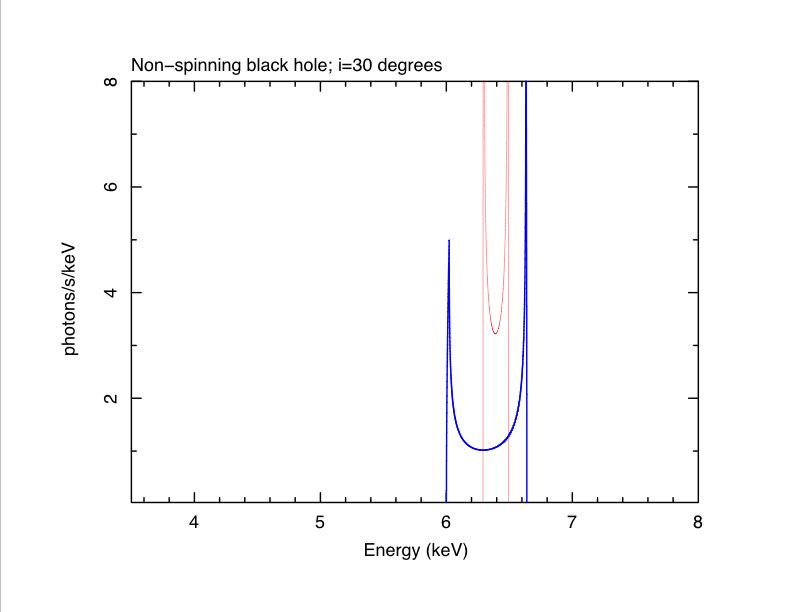 Non−spinning black hole; i=30 degrees
8
6
4
2
photons/s/keV
4 5 6 7 8
Energy (keV)